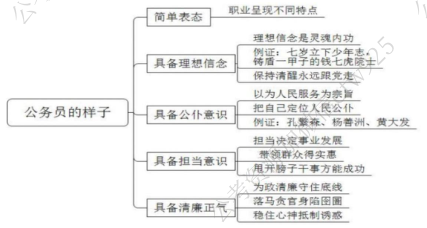 简单表态
职业呈现不同特点
公务员的样子
具备理想信念
理想信念是灵魂内功
例证：七岁立下少年志，
铸盾一甲子的钱七虎院士
保持清醒永远跟党走
具备公仆意识
以为人民服务为宗旨
把自己定位人民公仆
例证：孔繁森、杨善洲、黄大发
具备担当意识
担当决定事业发展
带领群众得实惠
甩开膀子干事方能成功
具备清廉正气
为政清廉守住底线
落马贪官身陷囹圄
稳住心神抵制诱惑